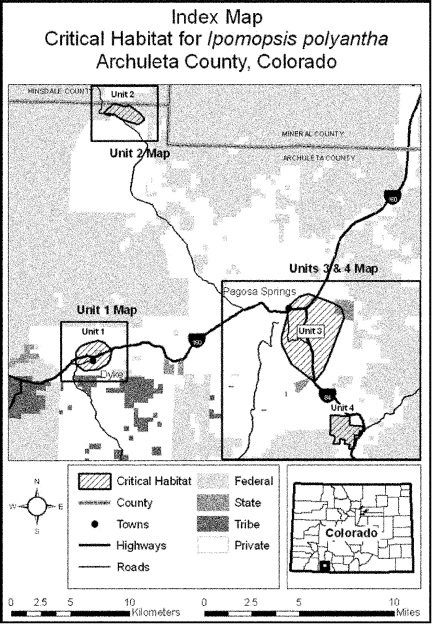 Index Map
Critical Habitat for Ipomopsis polyantha
Archuleta County, Colorado
HINSDALE COUNTY
Unit 2
Unit 2 Map
MINERAL COUNTY
ARCHULETA COUNTY
160
Units 3 & 4 Map
Pagosa Springs
Unit 1 Map
Unit 1
Unit 3
160
Dyke
84
Unit 4
Critical Habitat
County
Towns
Highways
Roads
Federal
State
Tribe
Private
N
W E
S
Colorado
0 2.5 5 10
Kilometers
0 2.5 5 10
Miles